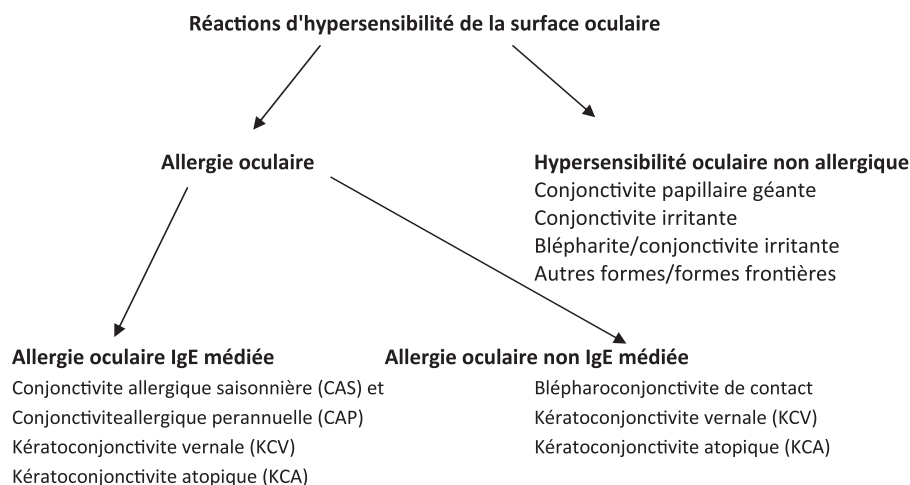 Réactions d'hypersensibilité de la surface oculaire
Allergie oculaire
Hypersensibilité oculaire non allergique
Conjonctivite papillaire géante
Conjonctivite irritante
Blépharite/conjonctivite irritante
Autres formes/formes frontières
Allergie oculaire IgE médiée
Conjonctivite allergique saisonnière (CAS) et
Conjonctiviteallergique perannuelle (CAP)
Kératoconjonctivite vernale (KCV)
Kératoconjonctivite atopique (KCA)
Allergie oculaire non IgE médiée
Blépharoconjonctivite de contact
Kératoconjonctivite vernale (KCV)
Kératoconjonctivite atopique (KCA)